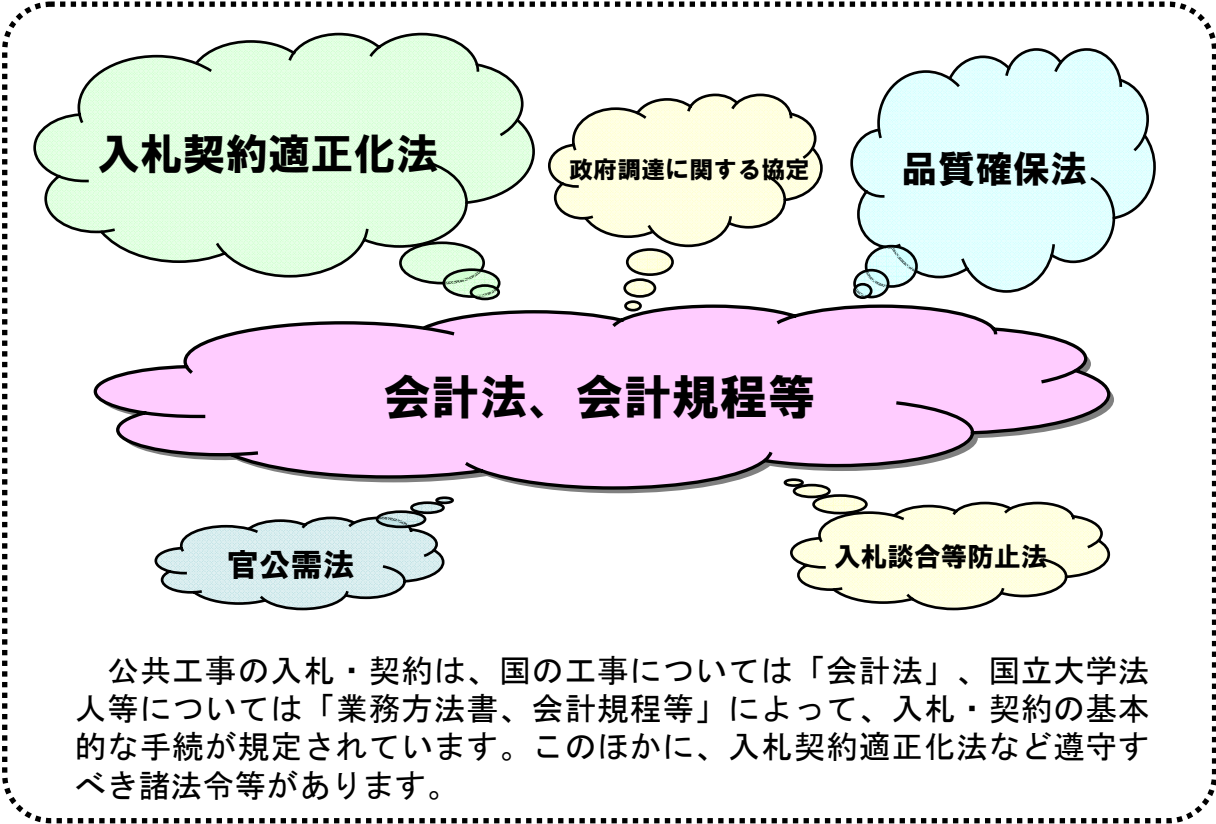 入札契約適正化法
政府調達に関する協定
品質確保法
会計法、会計規程等
官公需法
入札談合等防止法
　公共工事の入札・契約は、国の工事については「会計法」、国立大学法
人等については「業務方法書、会計規程等」によって、入札・契約の基本
的な手続が規定されています。このほかに、入札契約適正化法など遵守す
べき諸法令等があります。